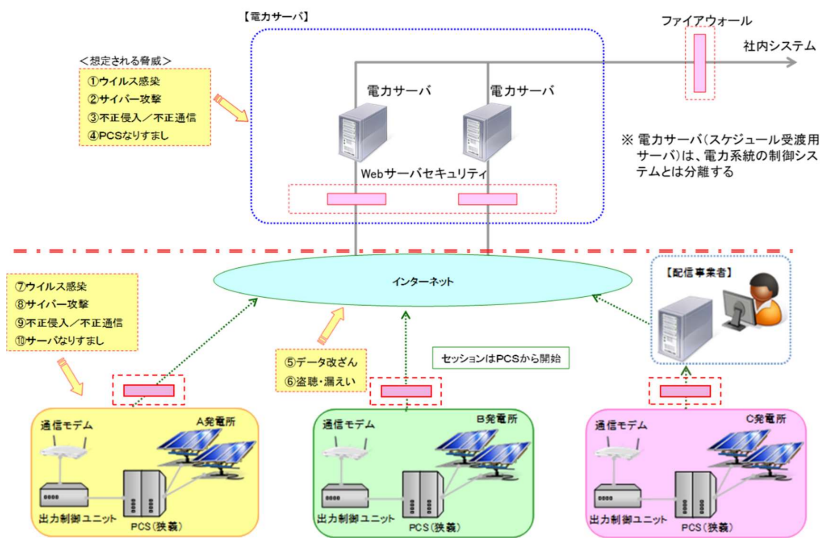 【電力サーバ】
ファイアウォール
社内システム
<想定される脅威>
①ウイルス感染
②サイバー攻撃
③不正侵入/不正通信
④PCSなりすまし
電力サーバ
電力サーバ
Webサーバセキュリティ
※ 電力サーバ(スケジュール受渡用
サーバ)は、電力系統の制御シス
テムとは分離する
インターネット
【配信事業者】
⑦ウイルス感染
⑧サイバー攻撃
⑨不正侵入/不正通信
⑩サーバなりすまし
⑤データ改ざん
⑥盗聴・漏えい
セッションはPCSから開始
A発電所
通信モデム
出力制御ユニット
PCS(狭義)
B発電所
通信モデム
出力制御ユニット
PCS(狭義)
C発電所
通信モデム
出力制御ユニット
PCS(狭義)